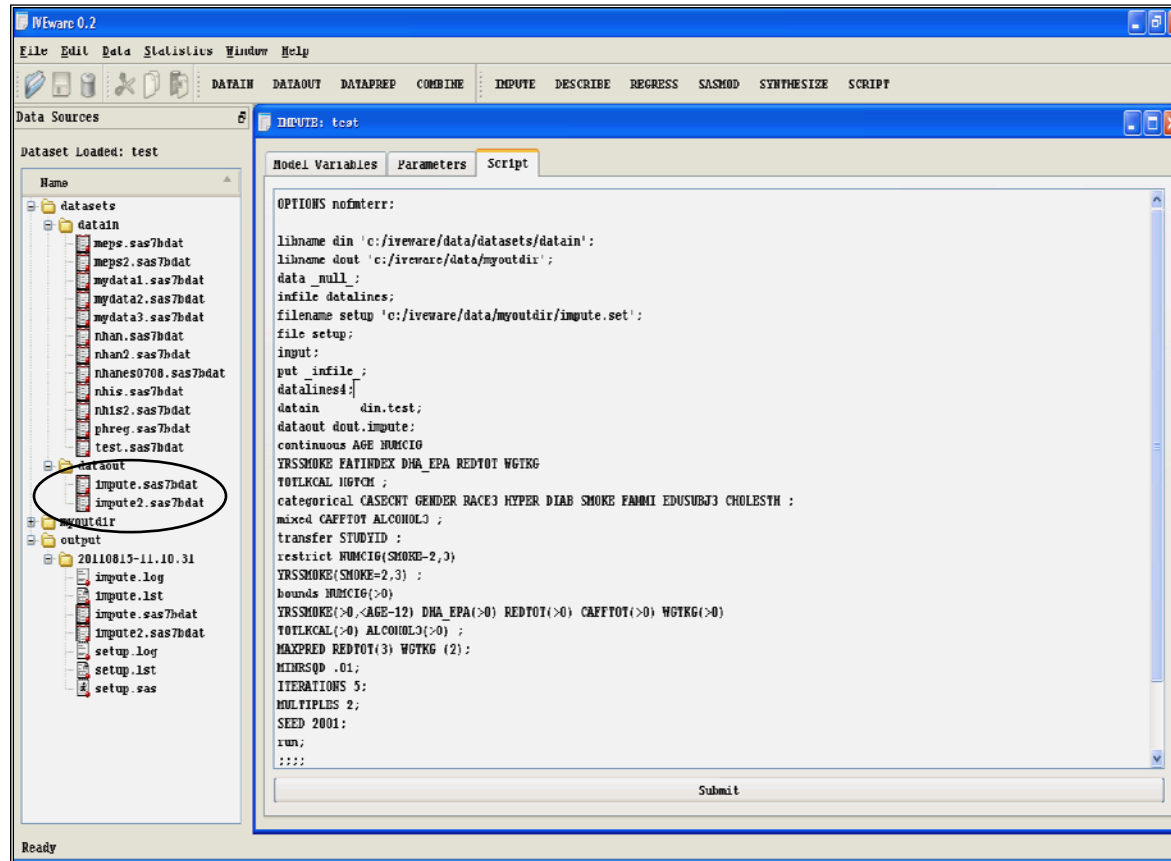 IVEware 0.2
File Edit Data Statistics Window Help
DATAIN DATAOUT DATAPREP COMBINE IMPUTE DESCRIBE REGRESS SASMOD SYNTHESIZE SCRIPT
Data Sources
Dataset Loaded: test
Name
datasets
datain
meps.sas7bdat
meps2.sas7bdat
mydata1.sas7bdat
mydata2.sas7bdat
mydata3.sas7bdat
nhan.sas7bdat
nhan2.sas7bdat
nhanes0708.sas7bdat
nhis.sas7bdat
nhis2.sas7bdat
phreg.sas7bdat
test.sas7bdat
dataout
impute.sas7bdat
impute2.sas7bdat
myoutdir
output
20110815-11.10.31
impute.log
impute.lst
impute.sas7bdat
impute2.sas7bdat
setup.log
setup.lst
setup.sas
IMPUTE: test
Model Variables Parameters Script
OPTIONS nofmterr;
libname din 'c:/iveware/data/datasets/datain';
libname dout 'c:/iveware/data/myoutdir';
data _null_;
infile datalines;
filename setup 'c:/iveware/data/myoutdir/impute.set';
file setup;
input;
put _infile_;
datalines4;
datain din.test;
dataout dout.impute;
continuous AGE NUMCIG
YRSSMOKE FATINDEX DHA_EPA REDTOT WGTKG
TOTLKCAL HGTCM ;
categorical CASECNT GENDER RACE3 HYPER DIAB SMOKE FAMMI EDUSUBJ3 CHOLESTH ;
mixed CAFFTOT ALCOHOL3 ;
transfer STUDYID ;
restrict NUMCIG(SMOKE=2,3)
YRSSMOKE(SMOKE=2,3) ;
bounds NUMCIG(>0)
YRSSMOKE(>0,<AGE-12) DHA_EPA(>0) REDTOT(>0) CAFFTOT(>0) WGTKG(>0)
TOTLKCAL(>0) ALCOHOL3(>0) ;
MAXPRED REDTOT(3) WGTKG (2);
MINRSQD .01;
ITERATIONS 5;
MULTIPLES 2;
SEED 2001;
run;
;;;;
Submit
Ready